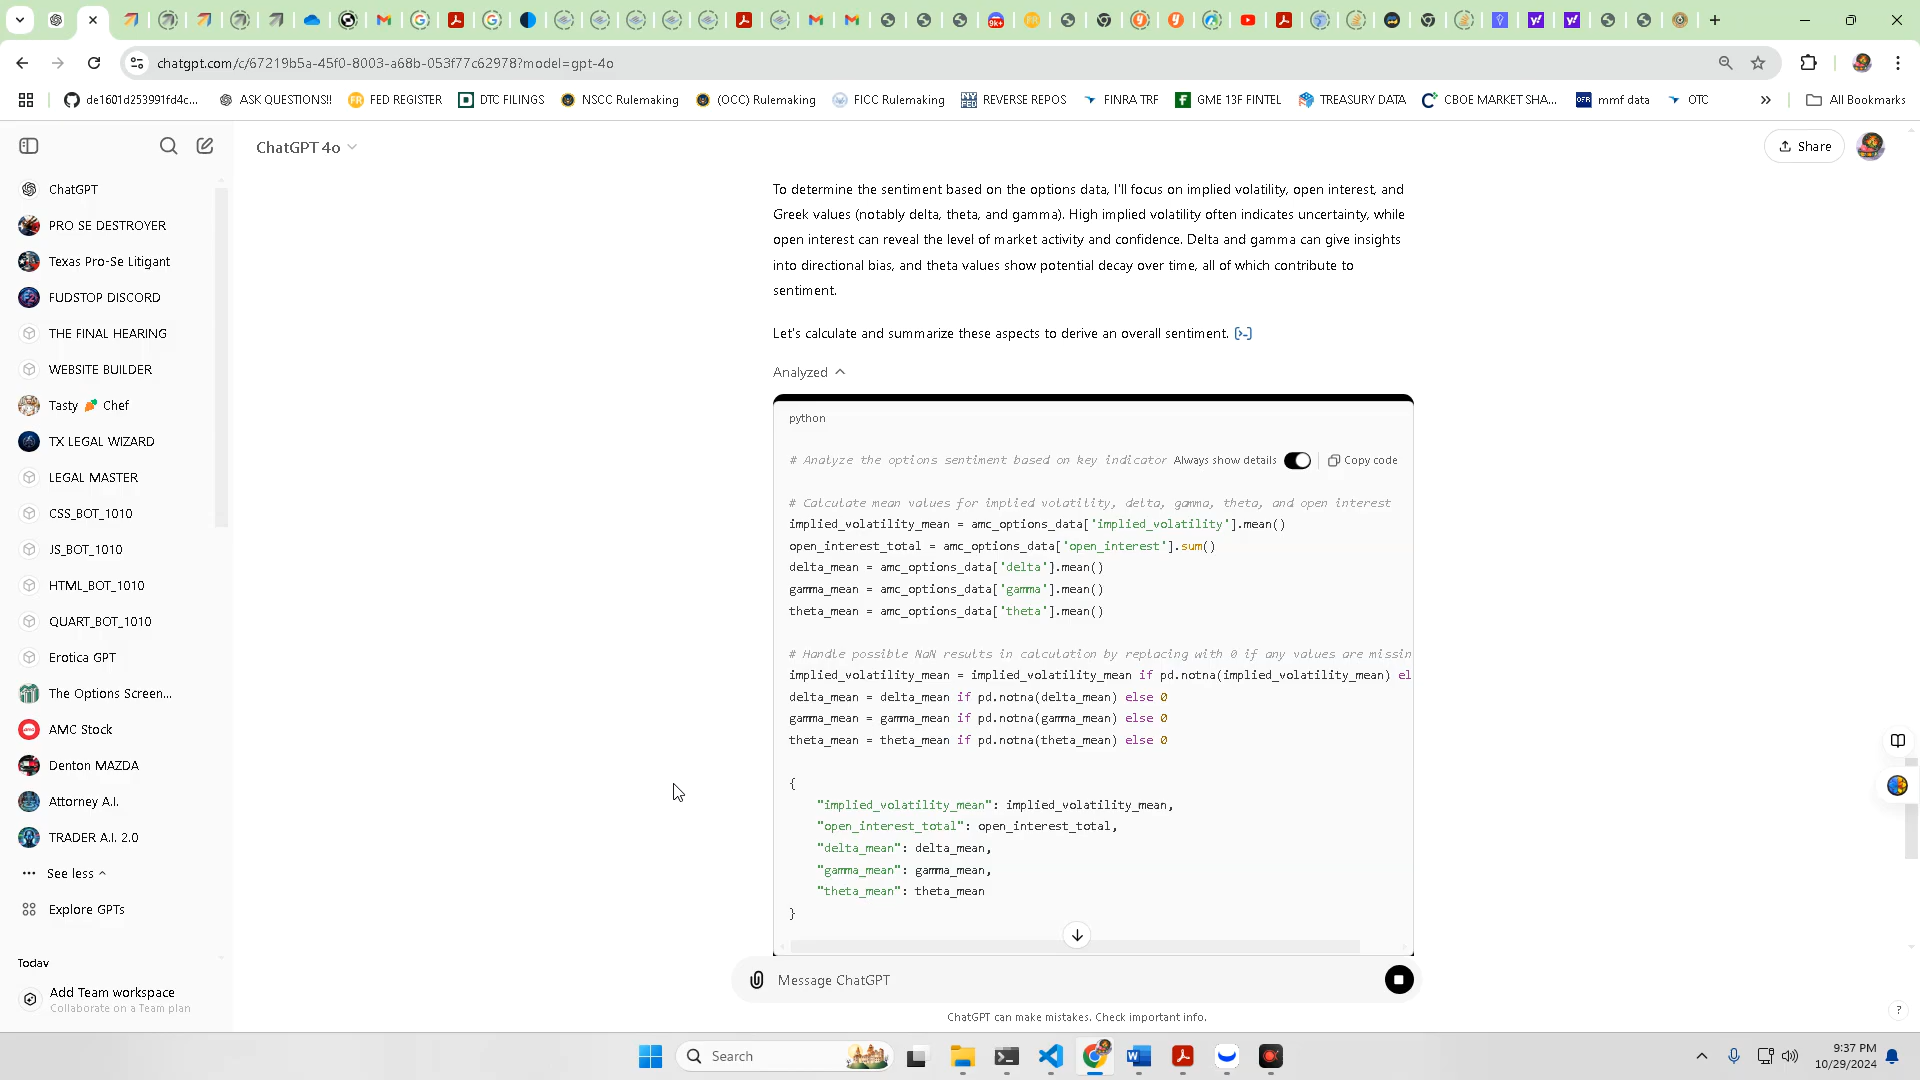 chatgpt.com/c/67219b5a-45f0-8003-a68b-053f77c62978?model=gpt-4o
de1601d253991fd4c...
ASK QUESTIONS!!
FED REGISTER
DTC FILINGS
NSCC Rulemaking
(OCC) Rulemaking
FICC Rulemaking
REVERSE REPOS
FINRA TRF
GME 13F FINTEL
TREASURY DATA
CBOE MARKET SHA...
mmf data
OTC
All Bookmarks
ChatGPT 4o
Share
ChatGPT
PRO SE DESTROYER
Texas Pro-Se Litigant
FUDSTOP DISCORD
THE FINAL HEARING
WEBSITE BUILDER
Tasty 🥕 Chef
TX LEGAL WIZARD
LEGAL MASTER
CSS_BOT_1010
JS_BOT_1010
HTML_BOT_1010
QUART_BOT_1010
Erotica GPT
The Options Screen...
AMC Stock
Denton MAZDA
Attorney A.I.
TRADER A.I. 2.0
See less
Explore GPTs
Today
Add Team workspace
Collaborate on a Team plan
To determine the sentiment based on the options data, I'll focus on implied volatility, open interest, and
Greek values (notably delta, theta, and gamma). High implied volatility often indicates uncertainty, while
open interest can reveal the level of market activity and confidence. Delta and gamma can give insights
into directional bias, and theta values show potential decay over time, all of which contribute to
sentiment.
Let's calculate and summarize these aspects to derive an overall sentiment. [>-]
Analyzed
python
# Analyze the options sentiment based on key indicator
Always show details
Copy code
# Calculate mean values for implied volatility, delta, gamma, theta, and open interest
implied_volatility_mean = amc_options_data['implied_volatility'].mean()
open_interest_total = amc_options_data['open_interest'].sum()
delta_mean = amc_options_data['delta'].mean()
gamma_mean = amc_options_data['gamma'].mean()
theta_mean = amc_options_data['theta'].mean()
# Handle possible NaN results in calculation by replacing with 0 if any values are missin
implied_volatility_mean = implied_volatility_mean if pd.notna(implied_volatility_mean) el
delta_mean = delta_mean if pd.notna(delta_mean) else 0
gamma_mean = gamma_mean if pd.notna(gamma_mean) else 0
theta_mean = theta_mean if pd.notna(theta_mean) else 0
{
"implied_volatility_mean": implied_volatility_mean,
"open_interest_total": open_interest_total,
"delta_mean": delta_mean,
"gamma_mean": gamma_mean,
"theta_mean": theta_mean
}
Message ChatGPT
ChatGPT can make mistakes. Check important info.
?
Search
9:37 PM
10/29/2024